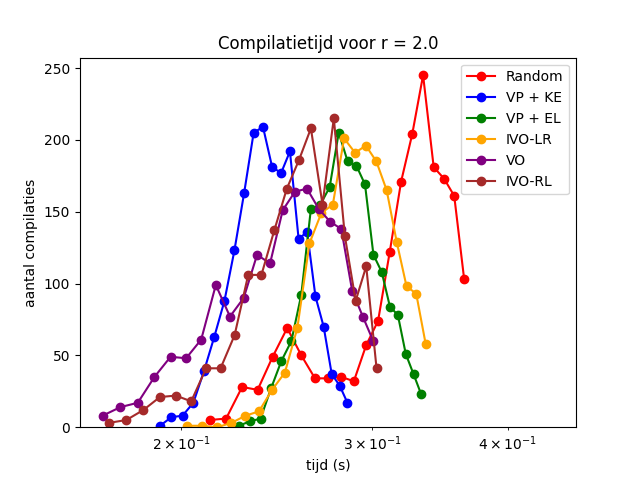 Compilatietijd voor r = 2.0
250
200
150
100
50
0
aantal compilaties
Random
VP + KE
VP + EL
IVO-LR
VO
IVO-RL
2 × 10⁻¹
3 × 10⁻¹
4 × 10⁻¹
tijd (s)